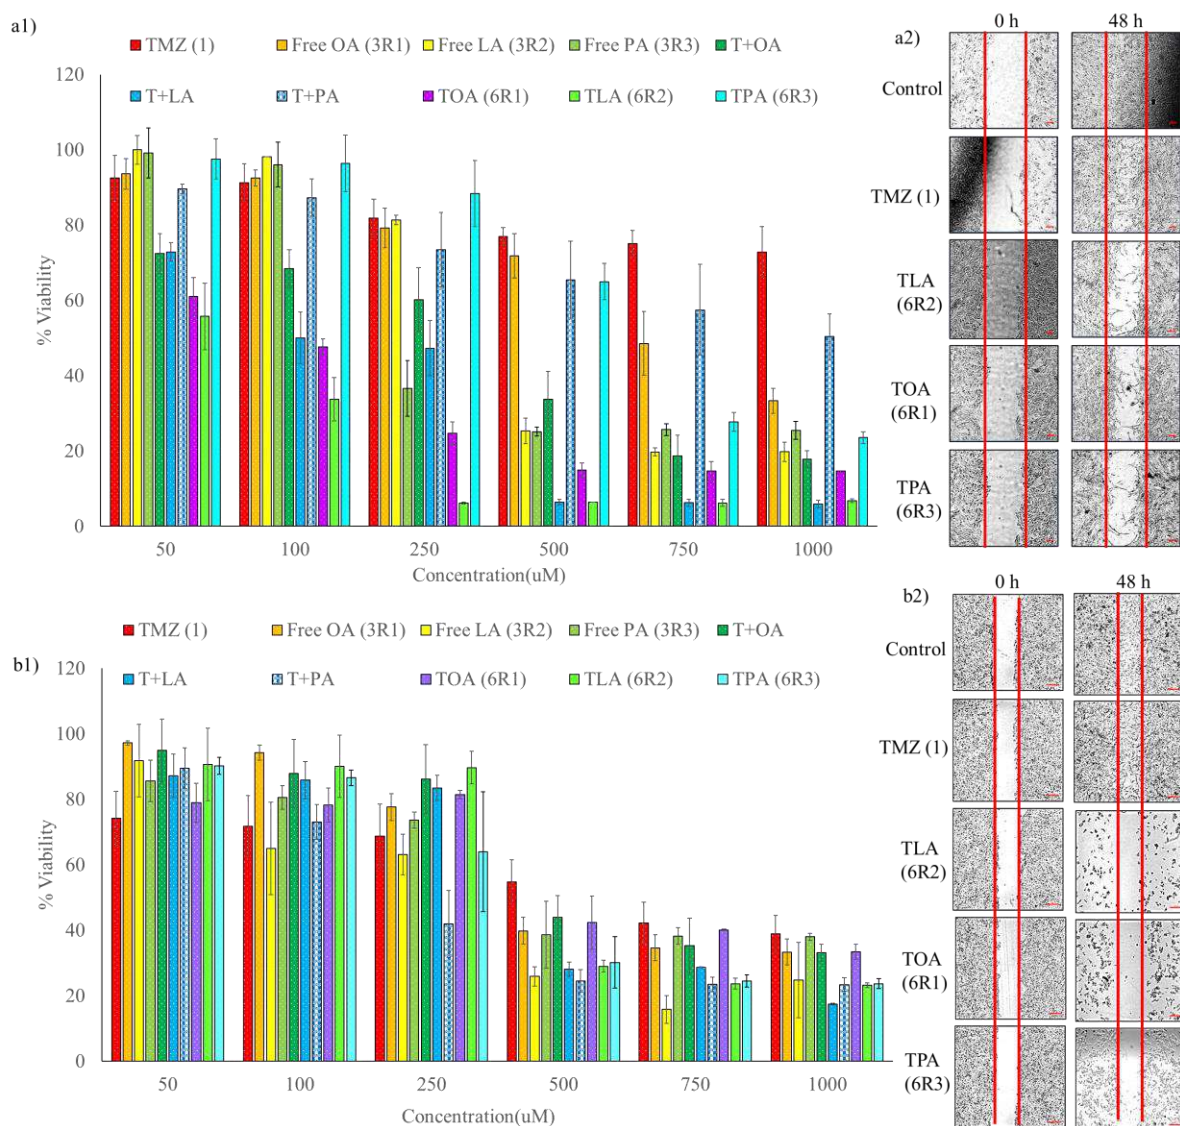 a1)
TMZ (1) Free OA (3R1) Free LA (3R2) Free PA (3R3) T+OA
T+LA T+PA TOA (6R1) TLA (6R2) TPA (6R3)
120
100
80
60
40
20
0
% Viability
50 100 250 500 750 1000
Concentration(uM)
a2)
0 h 48 h
Control
TMZ (1)
TLA
(6R2)
TOA
(6R1)
TPA
(6R3)
b1)
TMZ (1) Free OA (3R1) Free LA (3R2) Free PA (3R3) T+OA
T+LA T+PA TOA (6R1) TLA (6R2) TPA (6R3)
120
100
80
60
40
20
0
% Viability
50 100 250 500 750 1000
Concentration(uM)
b2)
0 h 48 h
Control
TMZ (1)
TLA
(6R2)
TOA
(6R1)
TPA
(6R3)